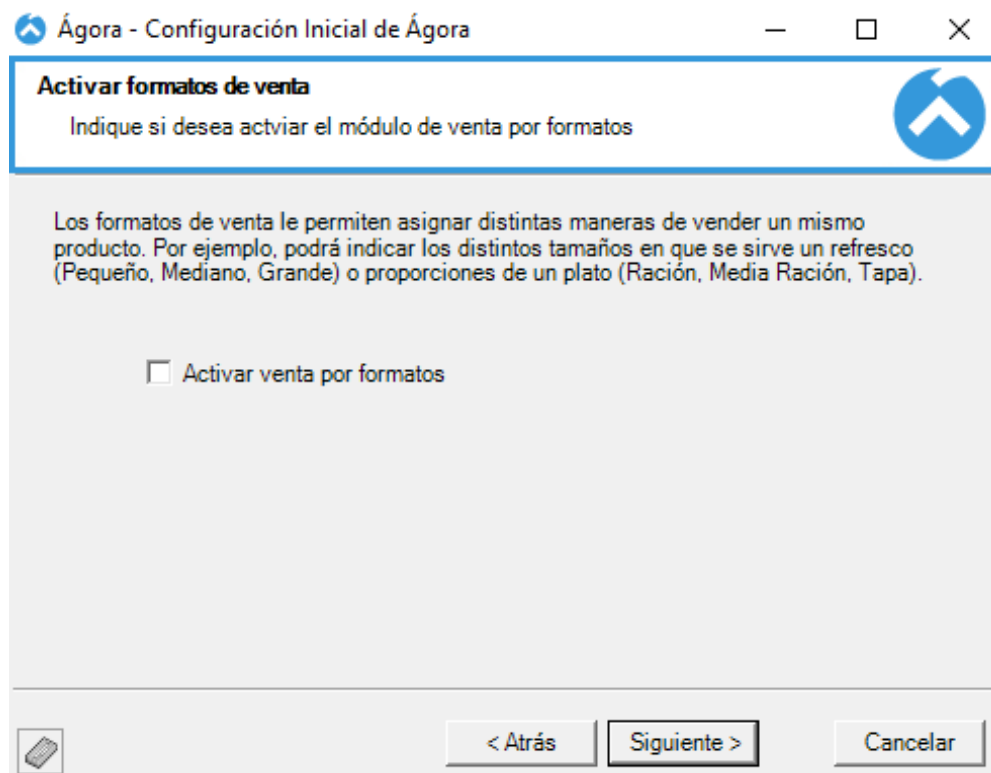 Ágora - Configuración Inicial de Ágora
Activar formatos de venta
Indique si desea actviar el módulo de venta por formatos
Los formatos de venta le permiten asignar distintas maneras de vender un mismo
producto. Por ejemplo, podrá indicar los distintos tamaños en que se sirve un refresco
(Pequeño, Mediano, Grande) o proporciones de un plato (Ración, Media Ración, Tapa).
Activar venta por formatos
< Atrás
Siguiente >
Cancelar